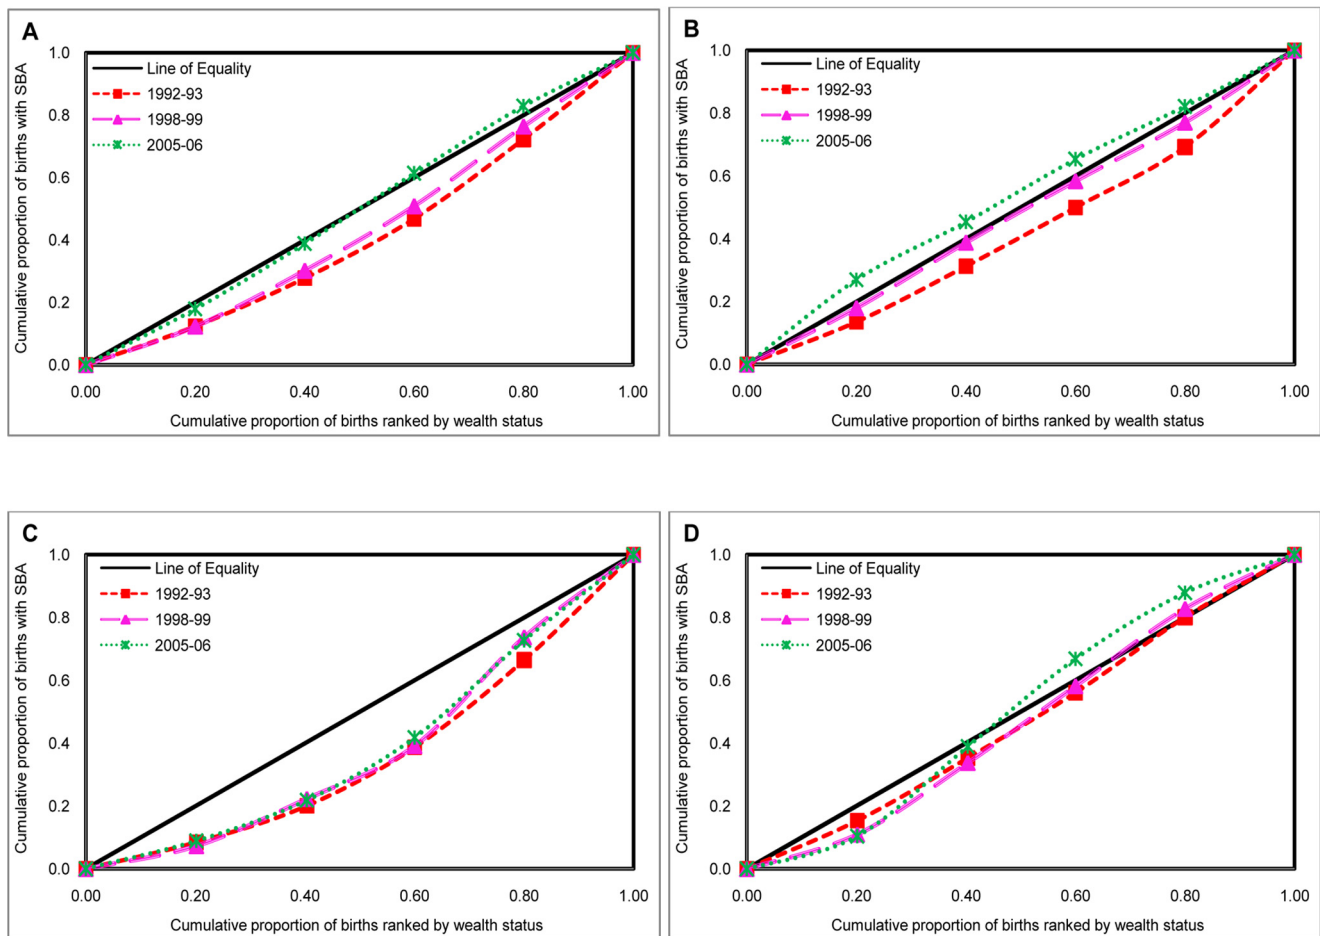 A
Cumulative proportion of births with SBA
1.0
0.8
0.6
0.4
0.2
0.0
Line of Equality
1992-93
1998-99
2005-06
0.00 0.20 0.40 0.60 0.80 1.00
Cumulative proportion of births ranked by wealth status
B
Cumulative proportion of births with SBA
1.0
0.8
0.6
0.4
0.2
0.0
Line of Equality
1992-93
1998-99
2005-06
0.00 0.20 0.40 0.60 0.80 1.00
Cumulative proportion of births ranked by wealth status
C
Cumulative proportion of births with SBA
1.0
0.8
0.6
0.4
0.2
0.0
Line of Equality
1992-93
1998-99
2005-06
0.00 0.20 0.40 0.60 0.80 1.00
Cumulative proportion of births ranked by wealth status
D
Cumulative proportion of births with SBA
1.0
0.8
0.6
0.4
0.2
0.0
Line of Equality
1992-93
1998-99
2005-06
0.00 0.20 0.40 0.60 0.80 1.00
Cumulative proportion of births ranked by wealth status